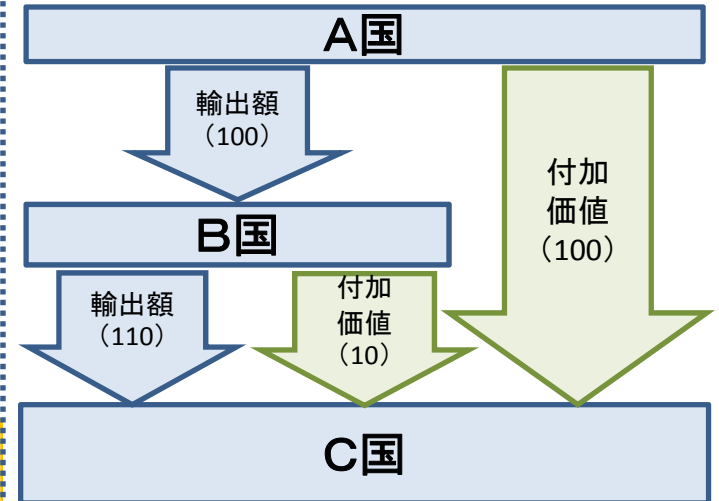 A国
輸出額
（100）
付加
価値
（100）
B国
輸出額
（110）
付加
価値
（10）
C国